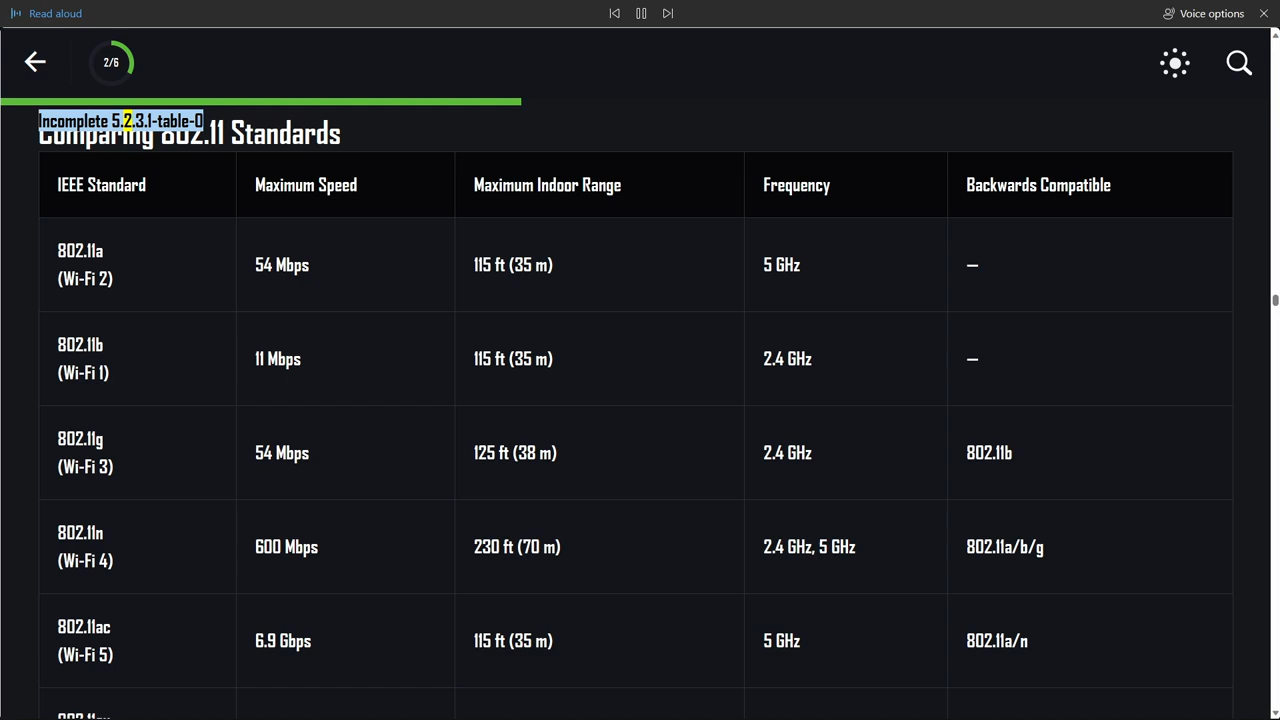 Read aloud
Voice options
2/6
Incomplete 5.2.3.1-table-0
Comparing 802.11 Standards
IEEE Standard Maximum Speed Maximum Indoor Range Frequency Backwards Compatible
802.11a
(Wi-Fi 2)
54 Mbps 115 ft (35 m) 5 GHz —
802.11b
(Wi-Fi 1)
11 Mbps 115 ft (35 m) 2.4 GHz —
802.11g
(Wi-Fi 3)
54 Mbps 125 ft (38 m) 2.4 GHz 802.11b
802.11n
(Wi-Fi 4)
600 Mbps 230 ft (70 m) 2.4 GHz, 5 GHz 802.11a/b/g
802.11ac
(Wi-Fi 5)
6.9 Gbps 115 ft (35 m) 5 GHz 802.11a/n